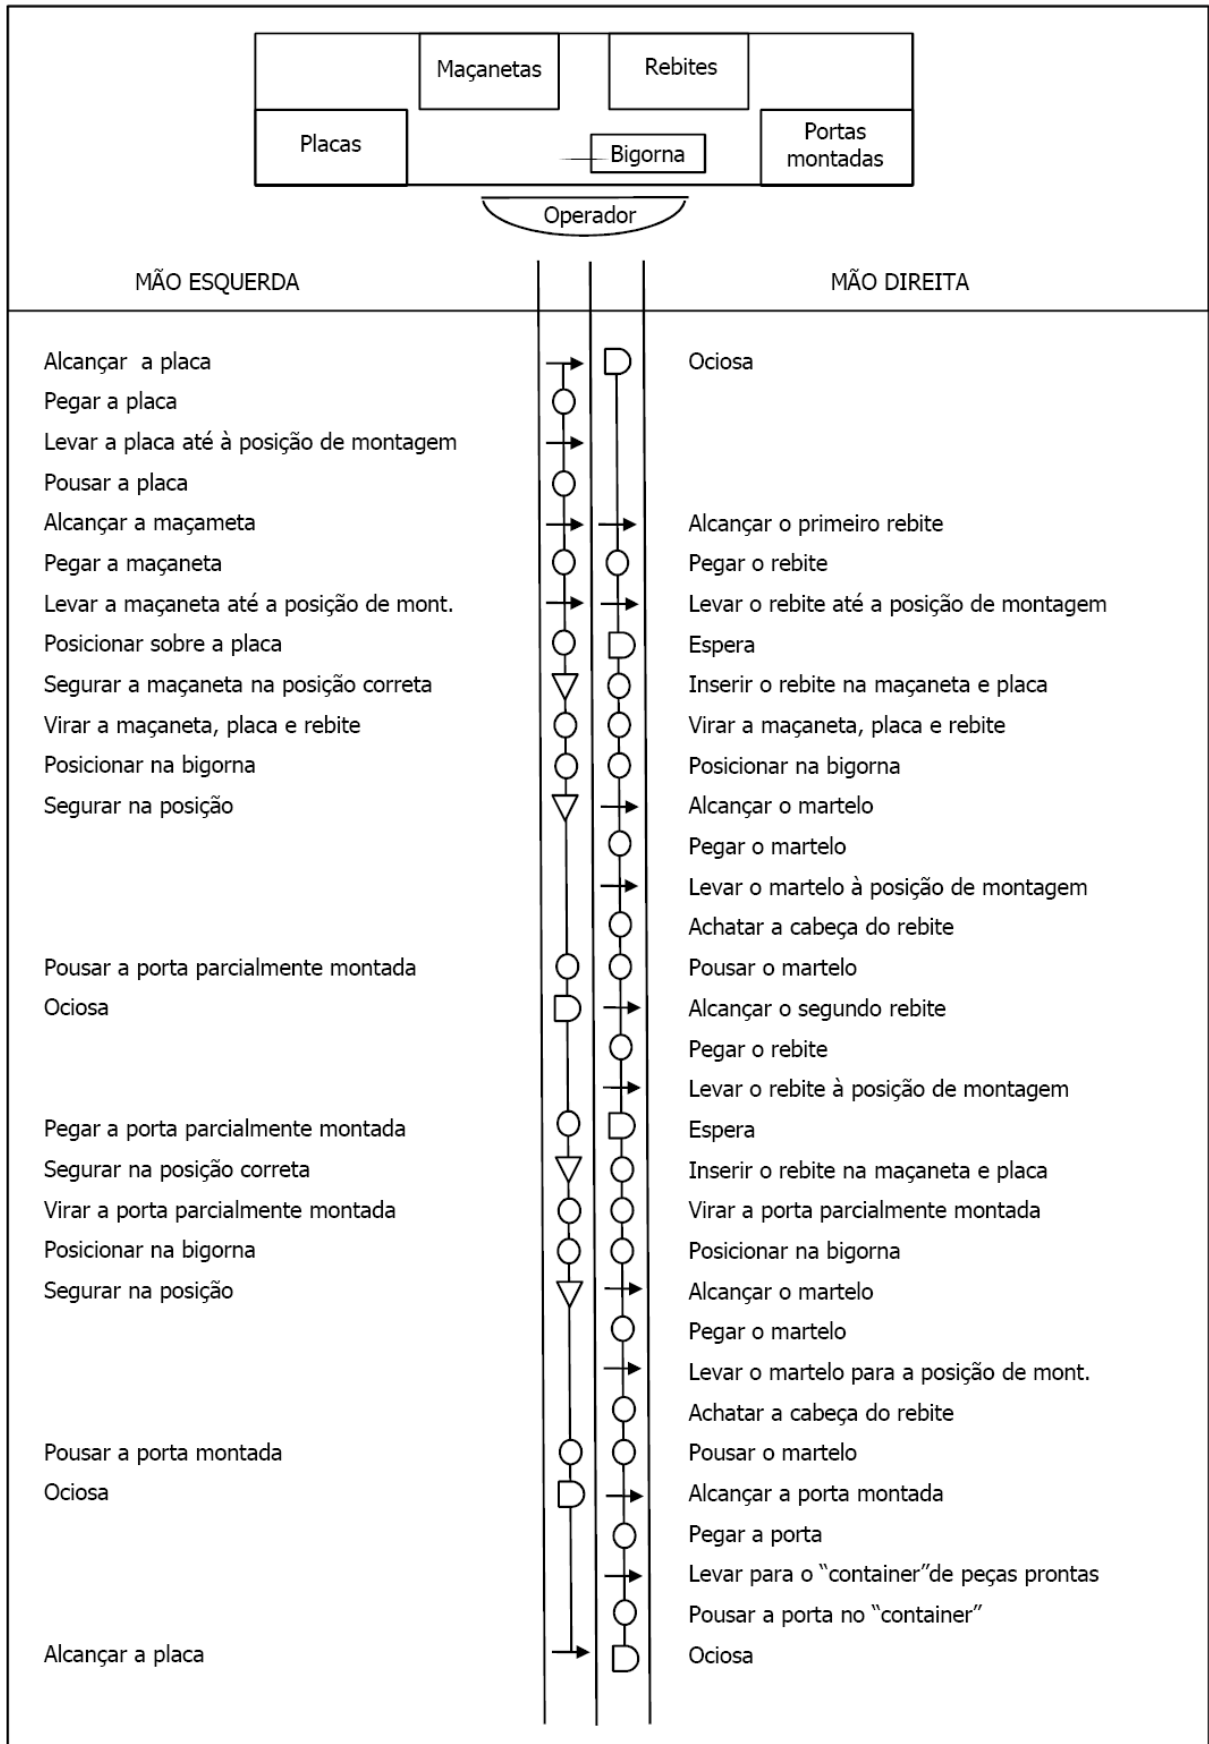 Maçanetas
Rebites
Placas
Bigorna
Portas
montadas
Operador
MÃO ESQUERDA
MÃO DIREITA
Alcançar a placa
Ociosa
Pegar a placa
Levar a placa até à posição de montagem
Pousar a placa
Alcançar a maçameta
Alcançar o primeiro rebite
Pegar a maçaneta
Pegar o rebite
Levar a maçaneta até a posição de mont.
Levar o rebite até a posição de montagem
Posicionar sobre a placa
Espera
Segurar a maçaneta na posição correta
Inserir o rebite na maçaneta e placa
Virar a maçaneta, placa e rebite
Virar a maçaneta, placa e rebite
Posicionar na bigorna
Posicionar na bigorna
Segurar na posição
Alcançar o martelo
Pegar o martelo
Levar o martelo à posição de montagem
Achatar a cabeça do rebite
Pousar a porta parcialmente montada
Pousar o martelo
Ociosa
Alcançar o segundo rebite
Pegar o rebite
Levar o rebite à posição de montagem
Pegar a porta parcialmente montada
Espera
Segurar na posição correta
Inserir o rebite na maçaneta e placa
Virar a porta parcialmente montada
Virar a porta parcialmente montada
Posicionar na bigorna
Posicionar na bigorna
Segurar na posição
Alcançar o martelo
Pegar o martelo
Levar o martelo para a posição de mont.
Achatar a cabeça do rebite
Pousar a porta montada
Pousar o martelo
Ociosa
Alcançar a porta montada
Pegar a porta
Levar para o “container”de peças prontas
Pousar a porta no “container”
Alcançar a placa
Ociosa